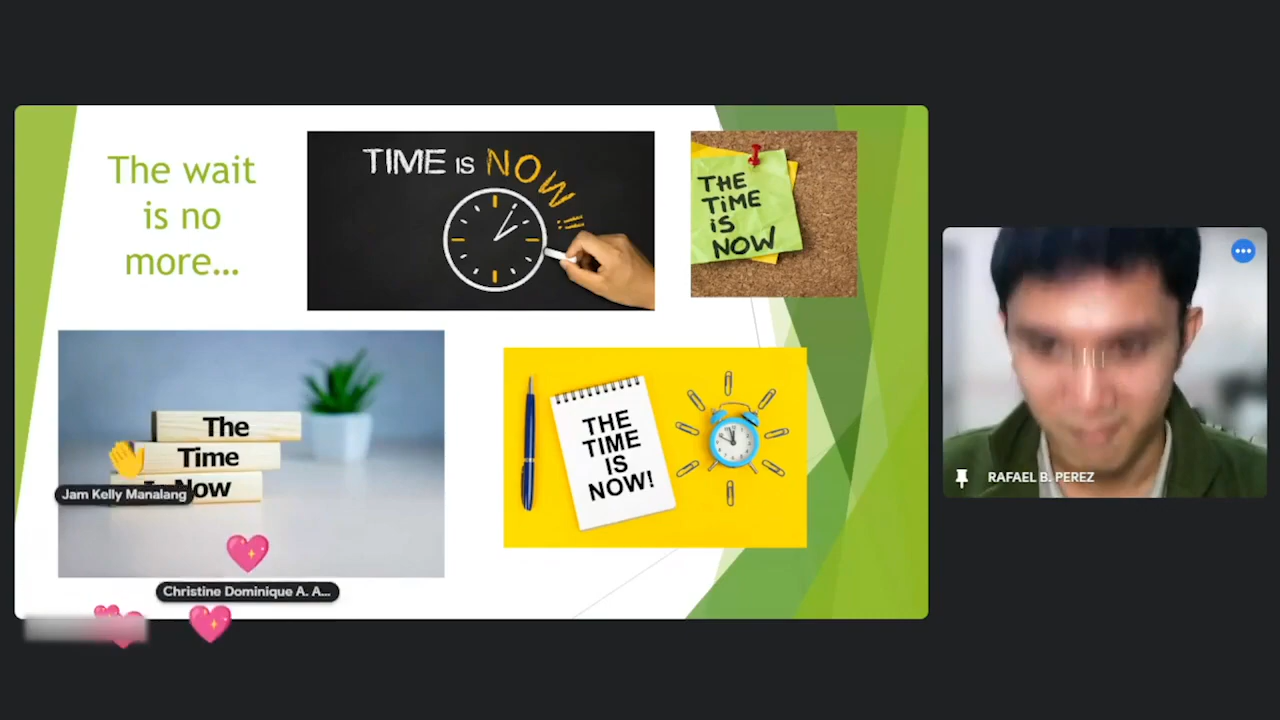 The wait
is no
more...
TIME IS NOW!!
THE
TiME
iS
NOW
The
Time
Now
Jam Kelly Manalang
THE
TIME
IS
NOW!
Christine Dominique A. A...
RAFAEL B. PEREZ